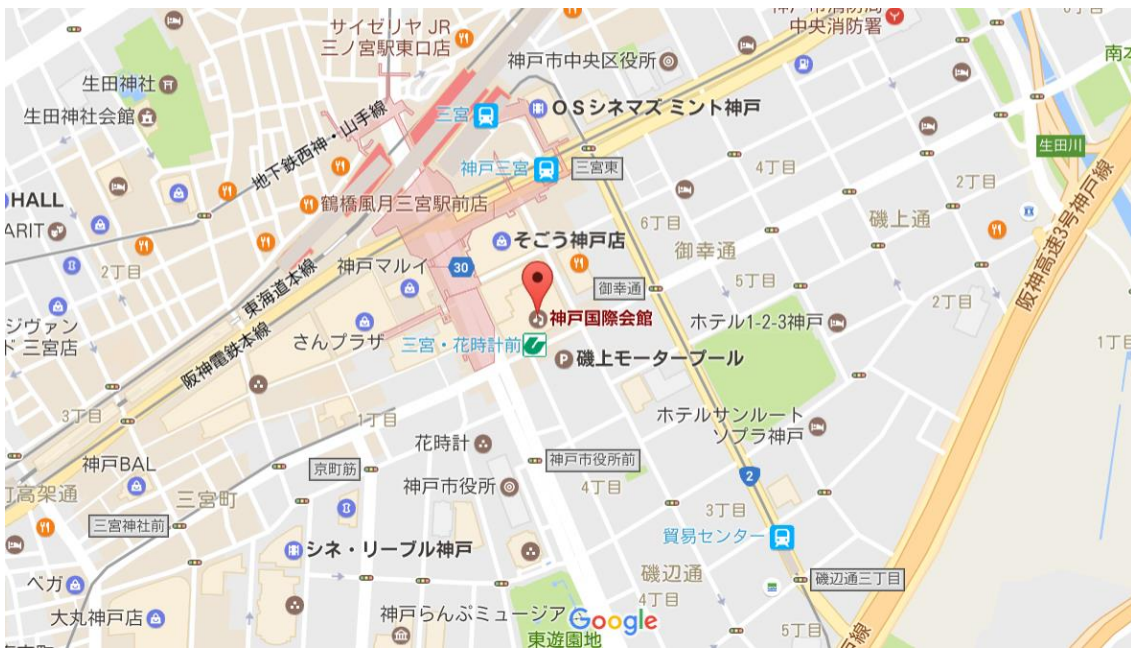 サイゼリヤ JR
三ノ宮駅東口店
中央消防署
神戸市中央区役所
南本
生田神社
生田神社会館
地下鉄西神・山手線
三宮
OSシネマズ ミント神戸
神戸三宮
三宮東
4丁目
生田川
2丁目
HALL
ARIT
鶴橋風月三宮駅前店
6丁目
磯上通
阪神高速3号神戸線
2丁目
そごう神戸店
御幸通
神戸マルイ
30
東海道本線
御幸通
5丁目
2丁目
ジヴァン
ド 三宮店
さんプラザ
神戸国際会館
ホテル1-2-3神戸
三宮・花時計前
磯上モータープール
1丁目
阪神電鉄本線
3丁目
1丁目
ホテルサンルート
ソプラ神戸
花時計
神戸BAL
京町筋
神戸市役所前
2
町高架通
三宮町
神戸市役所
4丁目
3丁目
三宮神社前
貿易センター
シネ・リーブル神戸
磯辺通
磯辺通三丁目
ベガ
大丸神戸店
神戸らんぷミュージア
Google
4丁目
東遊園地
5丁目